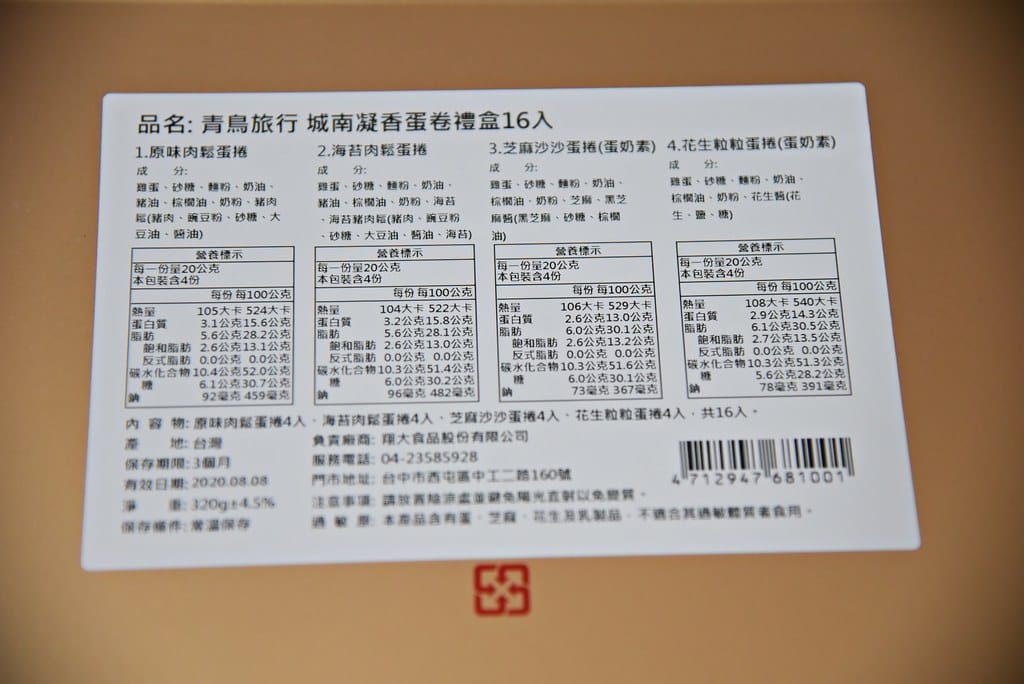 品名: 青鳥旅行 城南凝香蛋卷禮盒16入
1.原味肉鬆蛋捲
成 分:
雞蛋、砂糖、麵粉、奶油、
豬油、棕櫚油、奶粉、豬肉
鬆(豬肉、豌豆粉、砂糖、大
豆油、醬油)
營養標示
每一份量20公克
本包裝含4份
每份 每100公克
熱量 105大卡 524大卡
蛋白質 3.1公克 15.6公克
脂肪 5.6公克 28.2公克
飽和脂肪 2.6公克 13.1公克
反式脂肪 0.0公克 0.0公克
碳水化合物 10.4公克 52.0公克
糖 6.1公克 30.7公克
鈉 92毫克 459毫克
2.海苔肉鬆蛋捲
成 分:
雞蛋、砂糖、麵粉、奶油、
豬油、棕櫚油、奶粉、海苔
、海苔豬肉鬆(豬肉、豌豆粉
、砂糖、大豆油、醬油、海苔)
營養標示
每一份量20公克
本包裝含4份
每份 每100公克
熱量 104大卡 522大卡
蛋白質 3.2公克 15.8公克
脂肪 5.6公克 28.1公克
飽和脂肪 2.6公克 13.0公克
反式脂肪 0.0公克 0.0公克
碳水化合物 10.3公克 51.4公克
糖 6.0公克 30.2公克
鈉 96毫克 482毫克
3.芝麻沙沙蛋捲(蛋奶素)
成 分:
雞蛋、砂糖、麵粉、奶油、
棕櫚油、奶粉、芝麻、黑芝
麻醬(黑芝麻、砂糖、棕櫚
油)
營養標示
每一份量20公克
本包裝含4份
每份 每100公克
熱量 106大卡 529大卡
蛋白質 2.6公克 13.0公克
脂肪 6.0公克 30.1公克
飽和脂肪 2.6公克 13.2公克
反式脂肪 0.0公克 0.0公克
碳水化合物 10.3公克 51.6公克
糖 6.0公克 30.1公克
鈉 73毫克 367毫克
4.花生粒粒蛋捲(蛋奶素)
成 分:
雞蛋、砂糖、麵粉、奶油、
棕櫚油、奶粉、花生醬(花
生、鹽、糖)
營養標示
每一份量20公克
本包裝含4份
每份 每100公克
熱量 108大卡 540大卡
蛋白質 2.9公克 14.3公克
脂肪 6.1公克 30.5公克
飽和脂肪 2.7公克 13.5公克
反式脂肪 0.0公克 0.0公克
碳水化合物 10.3公克 51.3公克
糖 5.6公克 28.2公克
鈉 78毫克 391毫克
內 容 物: 原味肉鬆蛋捲4入、海苔肉鬆蛋捲4入、芝麻沙沙蛋捲4入、花生粒粒蛋捲4入，共16入。
產 地: 台灣
保存期限: 3個月
有效日期: 2020.08.08
淨 重: 320g±4.5%
保存條件: 常溫保存
負責廠商: 翔大食品股份有限公司
服務電話: 04-23585928
門市地址: 台中市西屯區中工二路160號
注意事項: 請放置陰涼處並避免陽光直射以免變質。
過 敏 原: 本產品含有蛋、芝麻、花生及乳製品，不適合其過敏體質者食用。
4 712947 681001